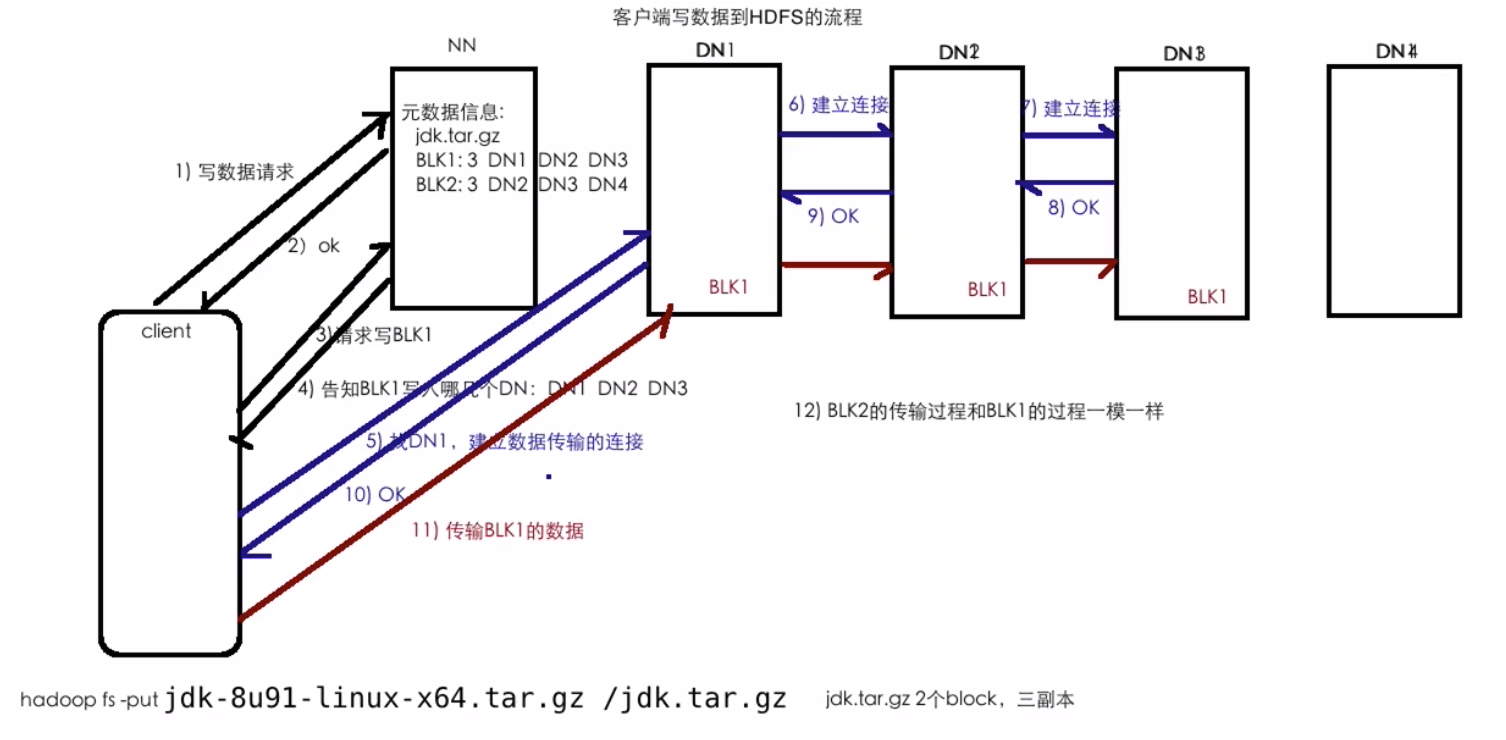 客户端写数据到HDFS的流程
NN
DN1
DN2
DN3
DN4
元数据信息:
jdk.tar.gz
BLK1: 3 DN1 DN2 DN3
BLK2: 3 DN2 DN3 DN4
6) 建立连接
7) 建立连接
1) 写数据请求
9) OK
8) OK
2）ok
BLK1
BLK1
BLK1
client
3)请求写BLK1
4) 告知BLK1写入哪几个DN：DN1 DN2 DN3
12) BLK2的传输过程和BLK1的过程一模一样
5) 找DN1，建立数据传输的连接
10) OK
11) 传输BLK1的数据
hadoop fs -put jdk-8u91-linux-x64.tar.gz /jdk.tar.gz
jdk.tar.gz 2个block，三副本